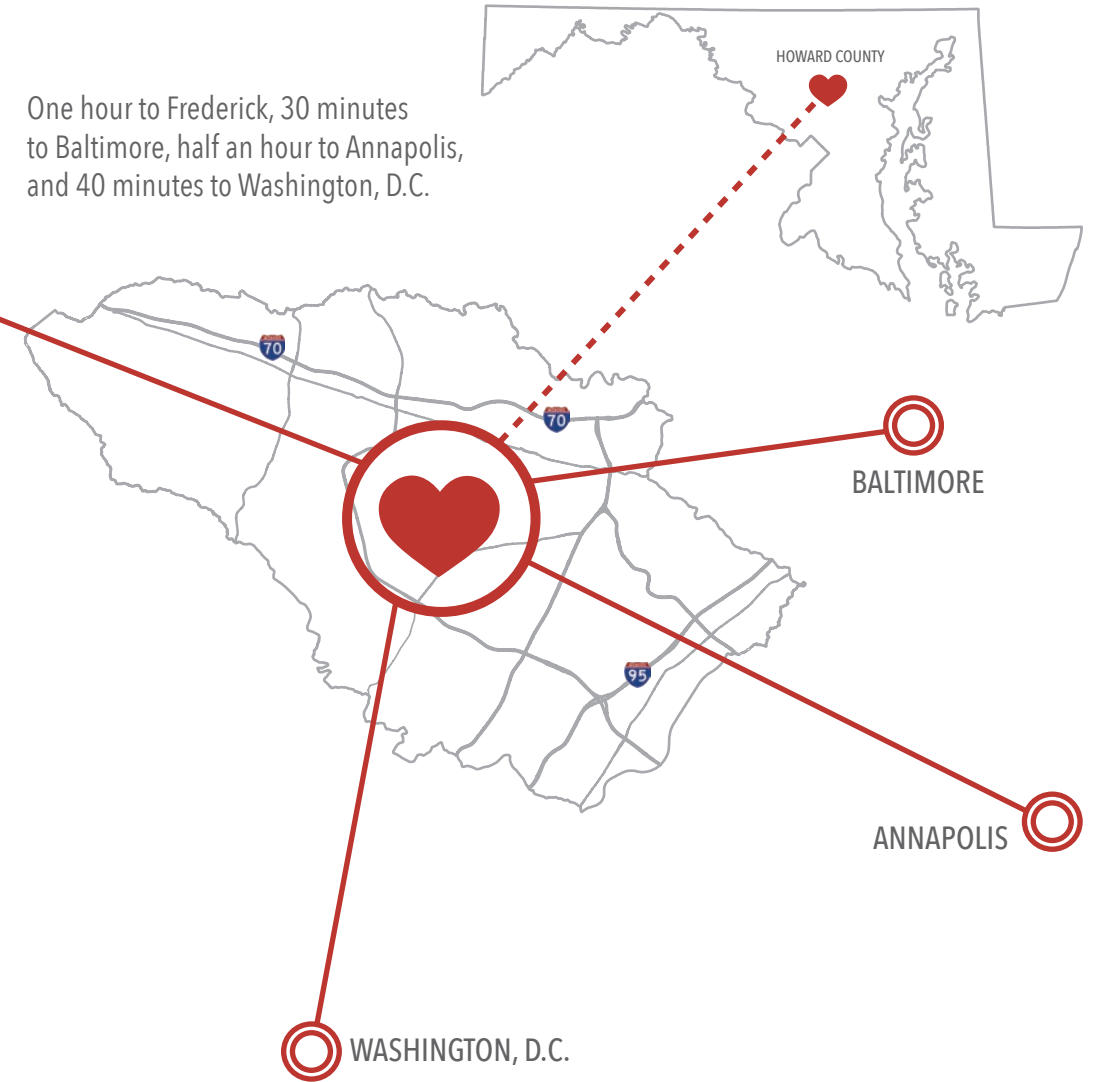 HOWARD COUNTY
One hour to Frederick, 30 minutes
to Baltimore, half an hour to Annapolis,
and 40 minutes to Washington, D.C.
70
70
BALTIMORE
95
ANNAPOLIS
WASHINGTON, D.C.